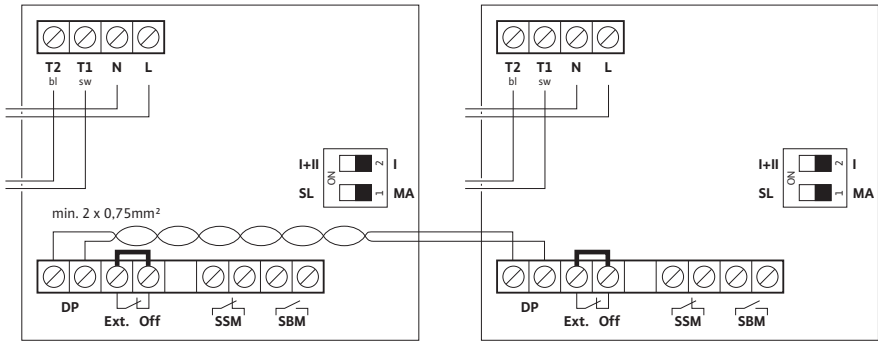 T2 T1 N L
bl sw
I+II ON 2 I
SL 1 MA
min. 2 x 0,75mm²
DP Ext. Off SSM SBM
T2 T1 N L
bl sw
I+II ON 2 I
SL 1 MA
DP Ext. Off SSM SBM